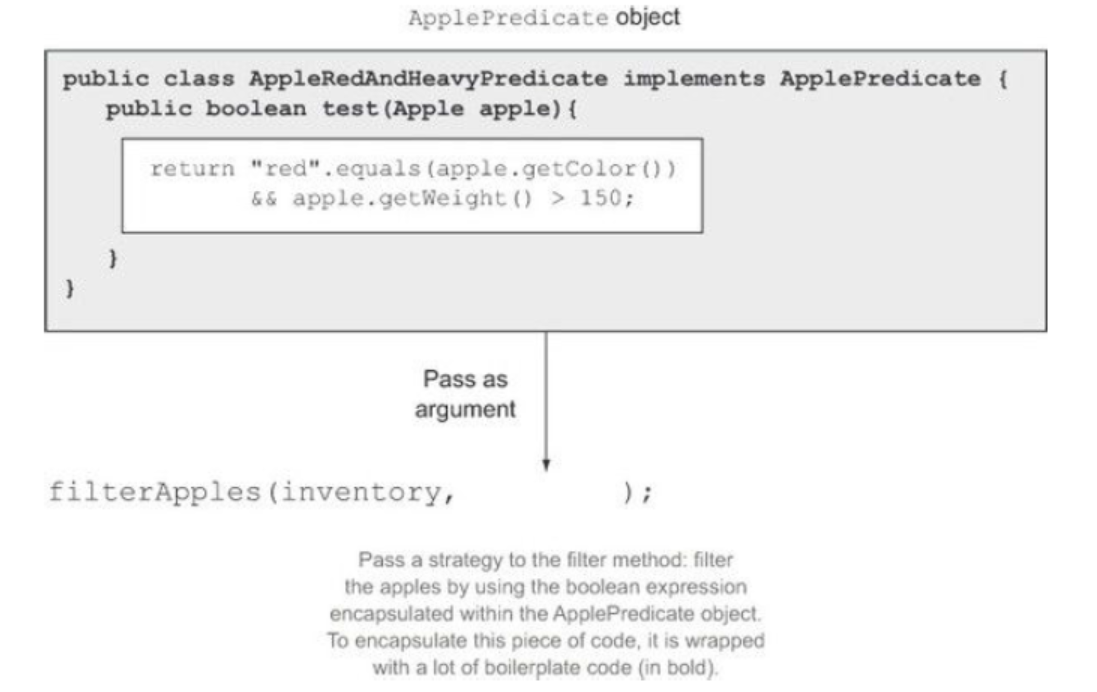 ApplePredicate object
public class AppleRedAndHeavyPredicate implements ApplePredicate {
public boolean test(Apple apple){
return "red".equals(apple.getColor())
&& apple.getWeight() > 150;
}
}
Pass as
argument
filterApples(inventory, );
Pass a strategy to the filter method: filter
the apples by using the boolean expression
encapsulated within the ApplePredicate object.
To encapsulate this piece of code, it is wrapped
with a lot of boilerplate code (in bold).